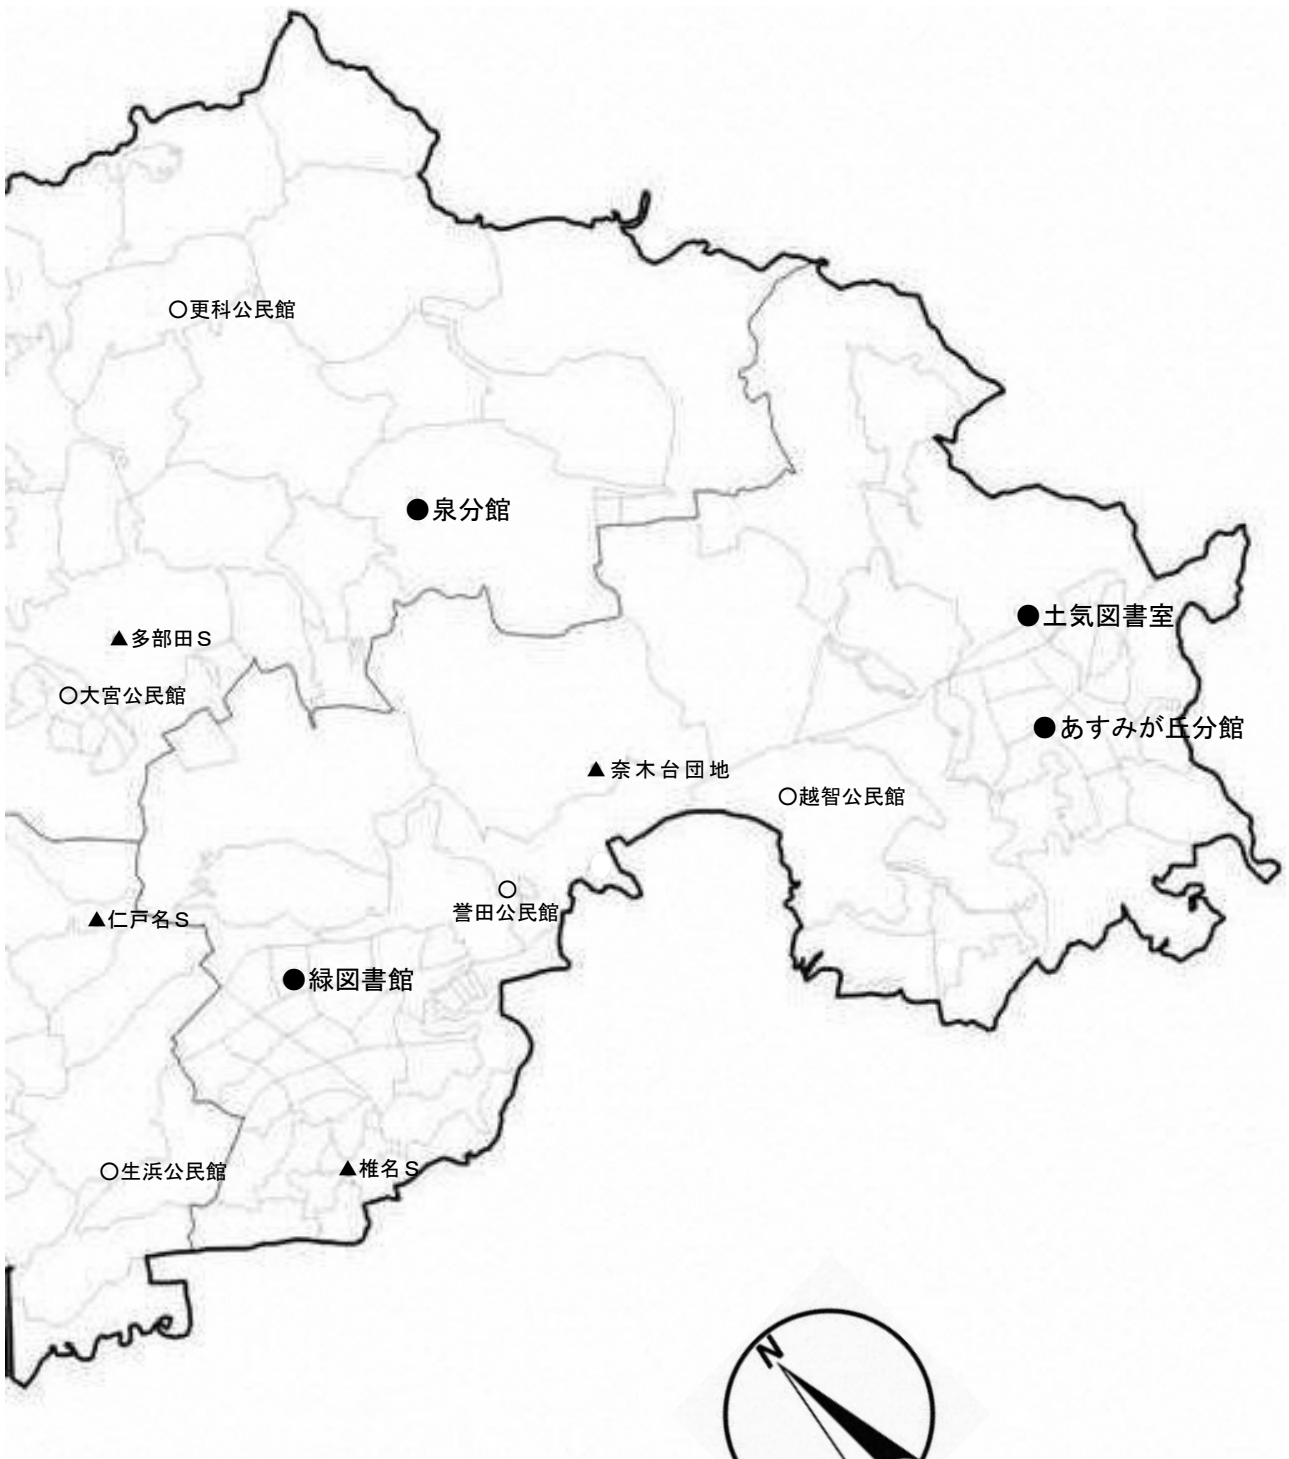 ○更科公民館
●泉分館
●土気図書室
▲多部田S
○大宮公民館
●あすみが丘分館
▲奈木台団地
○越智公民館
○
誉田公民館
▲仁戸名S
●緑図書館
○生浜公民館
▲椎名S
N